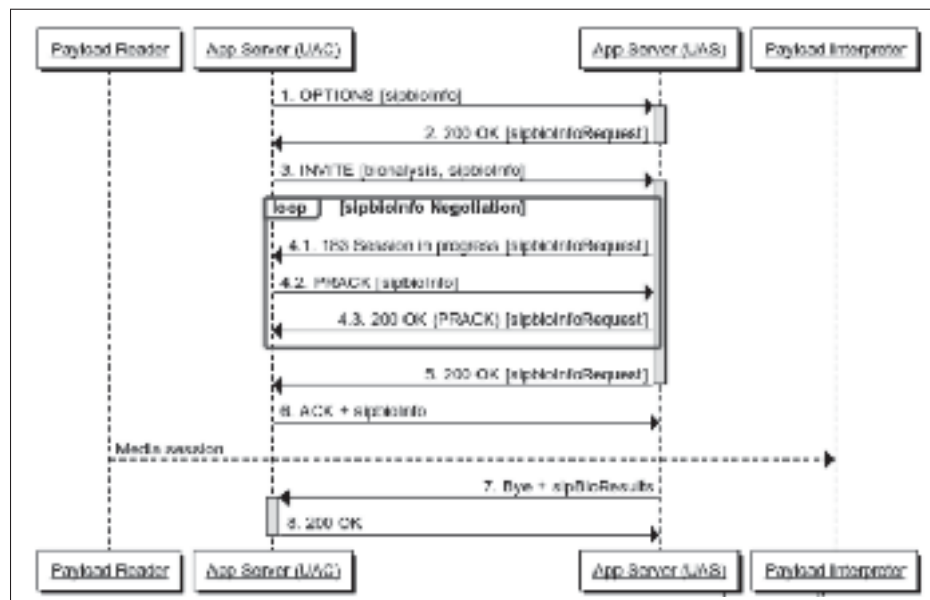 Payload Reader
App Server (UAC)
App Server (UAS)
Payload Interpreter
1. OPTIONS [sipbioInfo]
2. 200 OK [sipbioInfoRequest]
3. INVITE [bionalysis, sipbioInfo]
loop [sipbioInfo Negotiation]
4.1. 183 Session in progress [sipbioInfoRequest]
4.2. PRACK [sipbioInfo]
4.3. 200 OK (PRACK) [sipbioInfoRequest]
5. 200 OK [sipbioInfoRequest]
6. ACK + sipbioInfo
Media session
7. Bye + sipBioResults
8. 200 OK
Payload Reader
App Server (UAC)
App Server (UAS)
Payload Interpreter